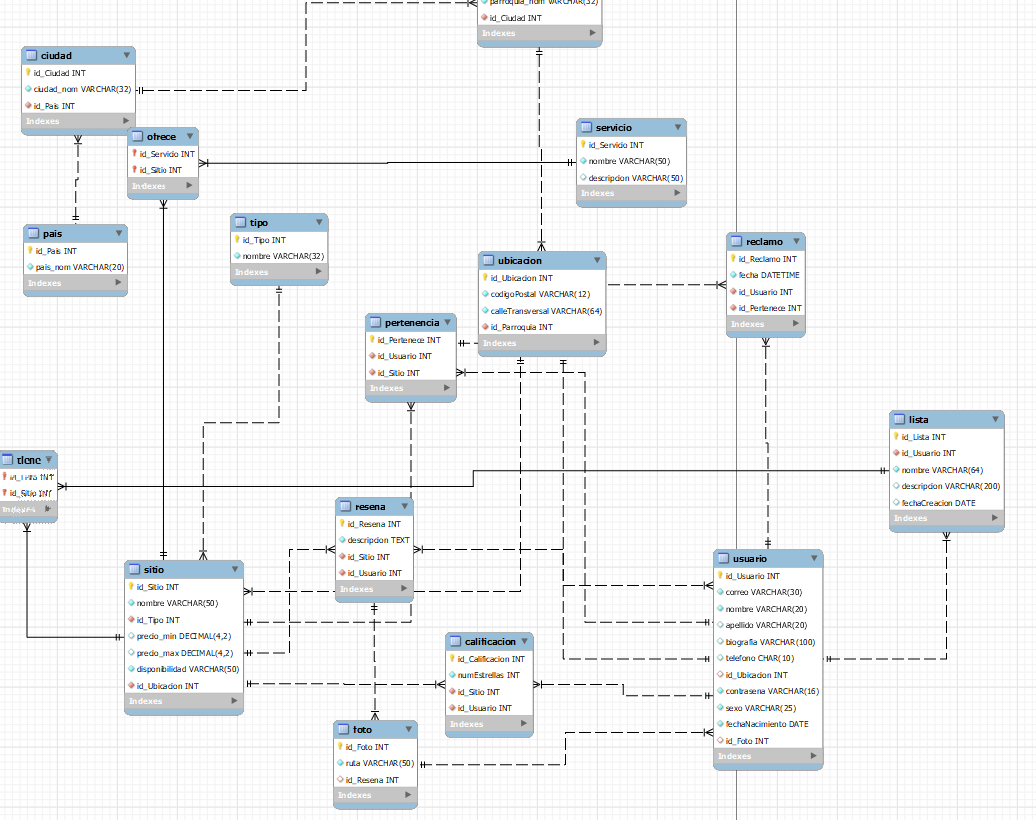 parroquia_nom VARCHAR(32)
id_Ciudad INT
Indexes
ciudad
id_Ciudad INT
ciudad_nom VARCHAR(32)
id_Pais INT
Indexes
ofrece
id_Servicio INT
id_Sitio INT
Indexes
servicio
id_Servicio INT
nombre VARCHAR(50)
descripcion VARCHAR(50)
Indexes
pais
id_Pais INT
pais_nom VARCHAR(20)
Indexes
tipo
id_Tipo INT
nombre VARCHAR(32)
Indexes
ubicacion
id_Ubicacion INT
codigoPostal VARCHAR(12)
calleTransversal VARCHAR(64)
id_Parroquia INT
Indexes
reclamo
id_Reclamo INT
fecha DATETIME
id_Usuario INT
id_Pertenece INT
Indexes
pertenencia
id_Pertenece INT
id_Usuario INT
id_Sitio INT
Indexes
lista
id_Lista INT
id_Usuario INT
nombre VARCHAR(64)
descripcion VARCHAR(200)
fechaCreacion DATE
Indexes
tiene
id_Lista INT
id_Sitio INT
Indexes
resena
id_Resena INT
descripcion TEXT
id_Sitio INT
id_Usuario INT
Indexes
sitio
id_Sitio INT
nombre VARCHAR(50)
id_Tipo INT
precio_min DECIMAL(4,2)
precio_max DECIMAL(4,2)
disponibilidad VARCHAR(50)
id_Ubicacion INT
Indexes
usuario
id_Usuario INT
correo VARCHAR(30)
nombre VARCHAR(20)
apellido VARCHAR(20)
biografia VARCHAR(100)
telefono CHAR(10)
id_Ubicacion INT
contrasena VARCHAR(16)
sexo VARCHAR(25)
fechaNacimiento DATE
id_Foto INT
Indexes
calificacion
id_Calificacion INT
numEstrellas INT
id_Sitio INT
id_Usuario INT
Indexes
foto
id_Foto INT
ruta VARCHAR(50)
id_Resena INT
Indexes